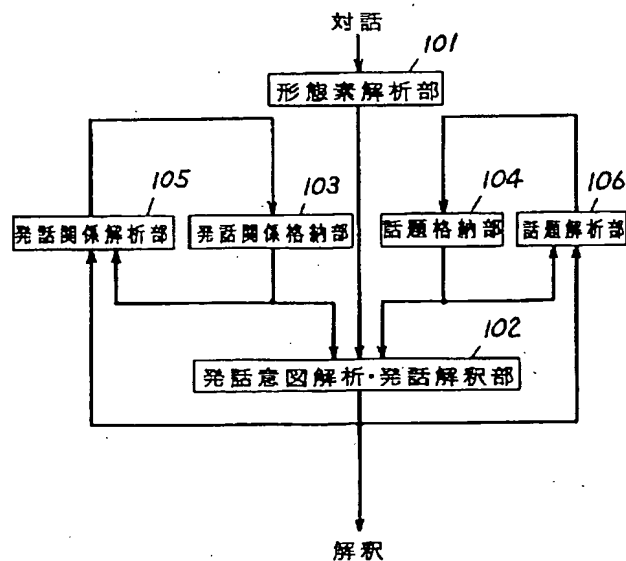 対話
101
形態素解析部
105
103
104
106
発話関係解析部
発話関係格納部
話題格納部
話題解析部
102
発話意図解析・発話解釈部
解釈